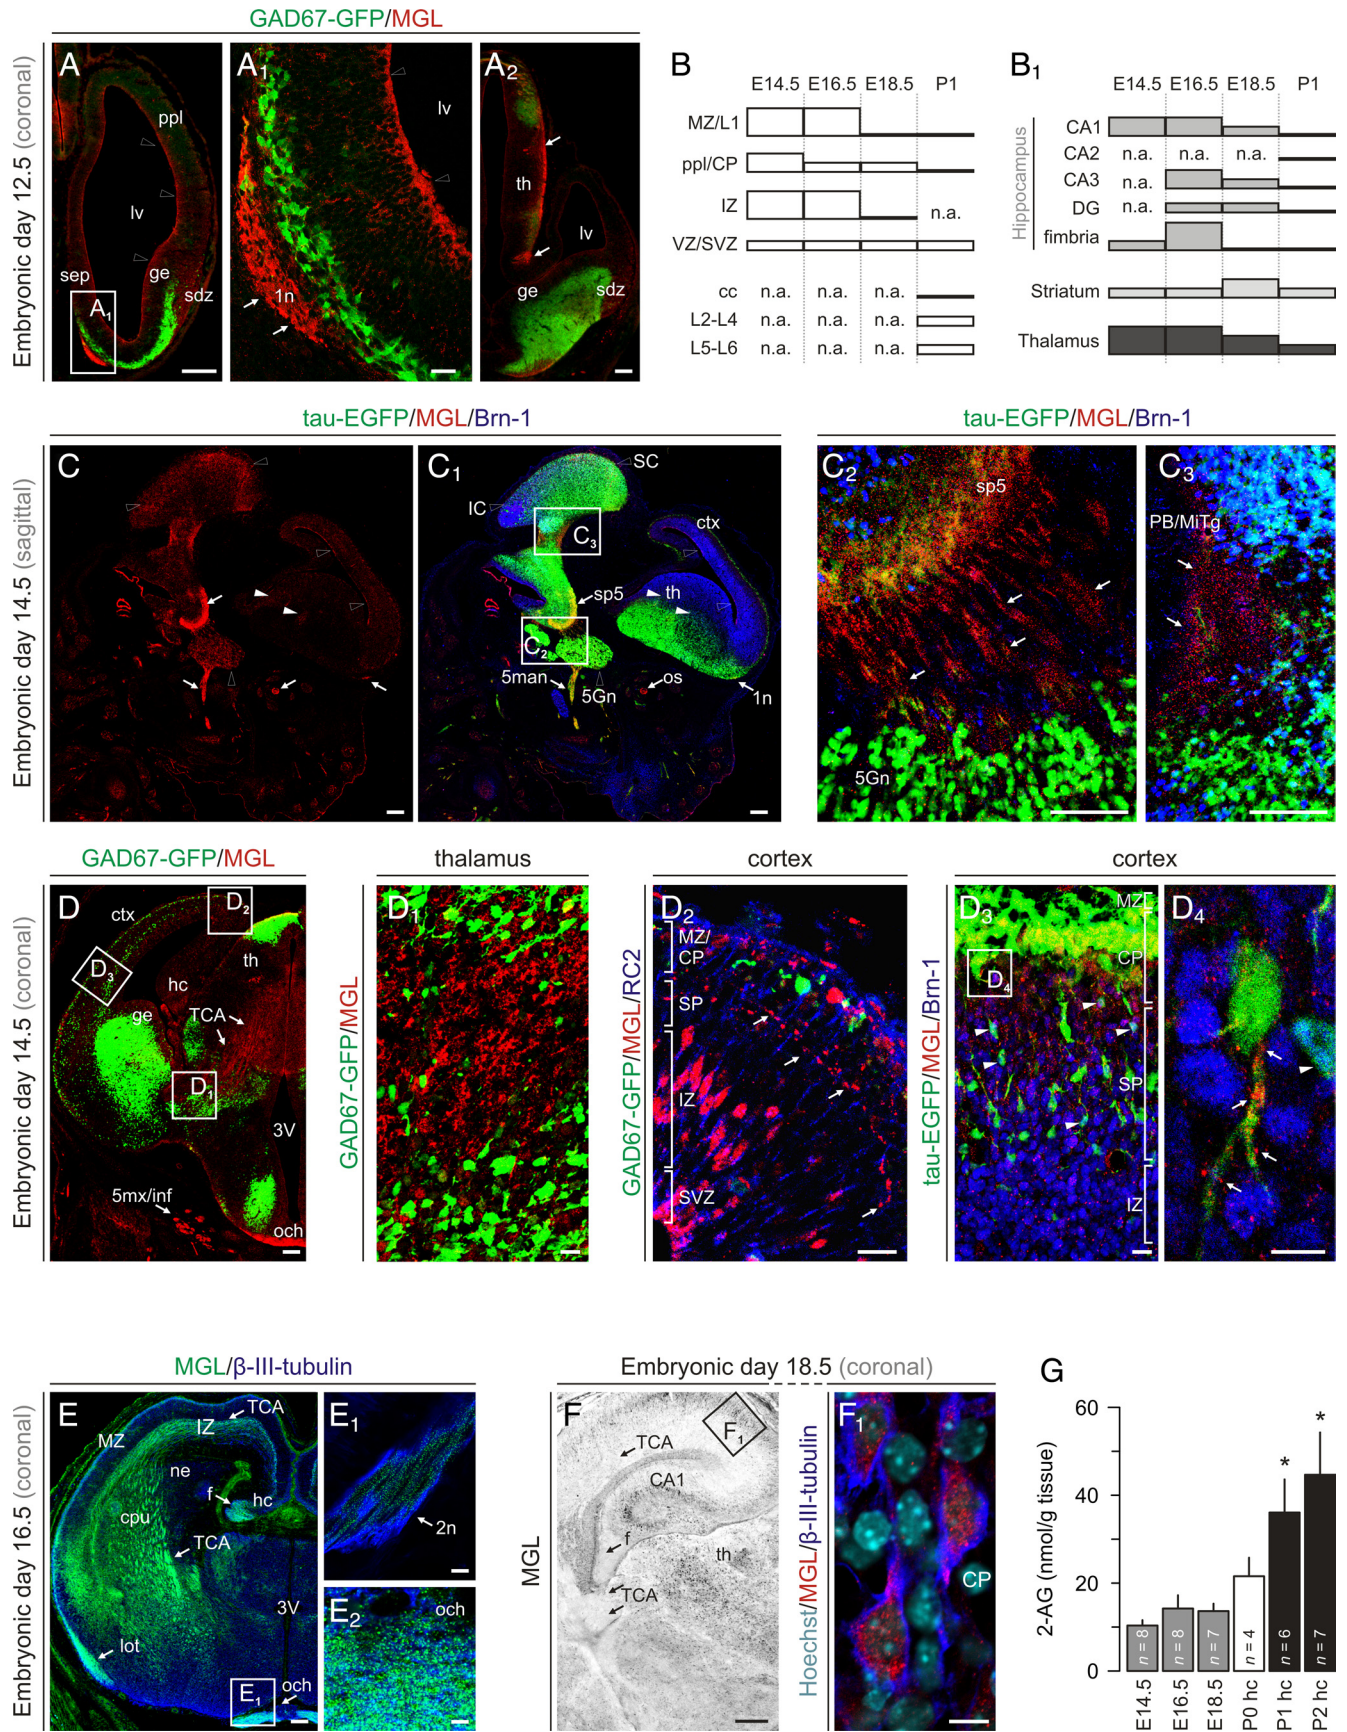 GAD67-GFP/MGL
Embryonic day 12.5 (coronal)
A
ppl
lv
sep
ge
sdz
A1
A1
lv
1n
A2
th
lv
ge
sdz
B
E14.5 E16.5 E18.5 P1
MZ/L1
ppl/CP
IZ n.a.
VZ/SVZ
cc n.a. n.a. n.a.
L2-L4 n.a. n.a. n.a.
L5-L6 n.a. n.a. n.a.
B1
E14.5 E16.5 E18.5 P1
Hippocampus
CA1
CA2 n.a. n.a. n.a.
CA3 n.a.
DG n.a.
fimbria
Striatum
Thalamus
tau-EGFP/MGL/Brn-1
tau-EGFP/MGL/Brn-1
Embryonic day 14.5 (sagittal)
C
C1
SC
IC
C3
ctx
th
sp5
C2
5man
5Gn
os
1n
C2
sp5
5Gn
C3
PB/MiTg
GAD67-GFP/MGL
thalamus
cortex
cortex
Embryonic day 14.5 (coronal)
D
D2
ctx
th
D3
hc
TCA
ge
D1
3V
5mx/inf
och
GAD67-GFP/MGL
D1
GAD67-GFP/MGL/RC2
D2
MZ/
CP
SP
IZ
SVZ
tau-EGFP/MGL/Brn-1
D3
MZ
CP
D4
SP
IZ
D4
MGL/β-III-tubulin
Embryonic day 16.5 (coronal)
E
TCA
IZ
MZ
ne
f
hc
cpu
TCA
3V
lot
E1
och
E1
2n
E2
och
Embryonic day 18.5 (coronal)
MGL
F
F1
TCA
CA1
f
th
TCA
Hoechst/MGL/β-III-tubulin
F1
CP
G
2-AG (nmol/g tissue)
60
40
20
0
* *
n = 8 n = 8 n = 7 n = 4 n = 6 n = 7
E14.5 E16.5 E18.5 P0 hc P1 hc P2 hc